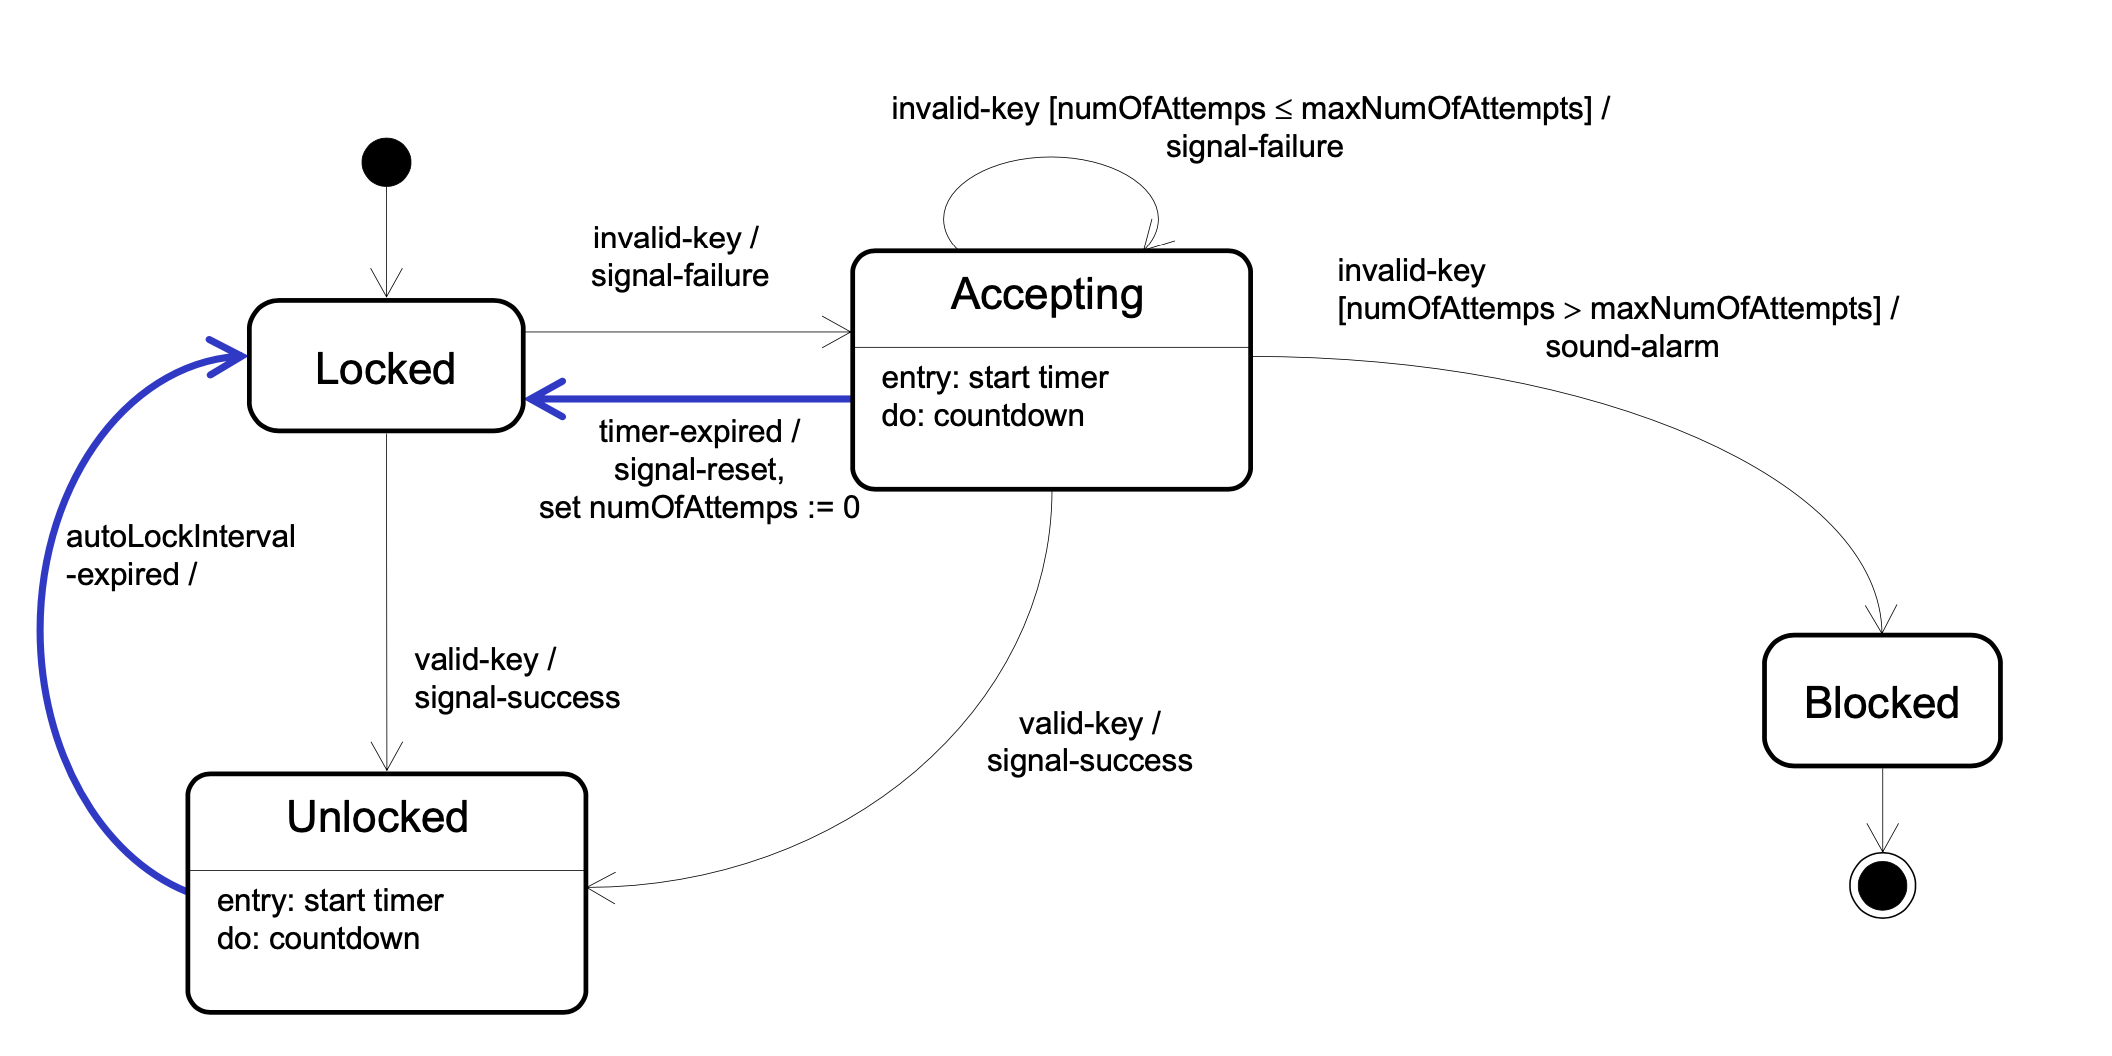 invalid-key [numOfAttemps ≤ maxNumOfAttempts] /
signal-failure
invalid-key /
signal-failure
Accepting
entry: start timer
do: countdown
invalid-key
[numOfAttemps > maxNumOfAttempts] /
sound-alarm
Locked
timer-expired /
signal-reset,
set numOfAttemps := 0
autoLockInterval
-expired /
valid-key /
signal-success
valid-key /
signal-success
Blocked
Unlocked
entry: start timer
do: countdown